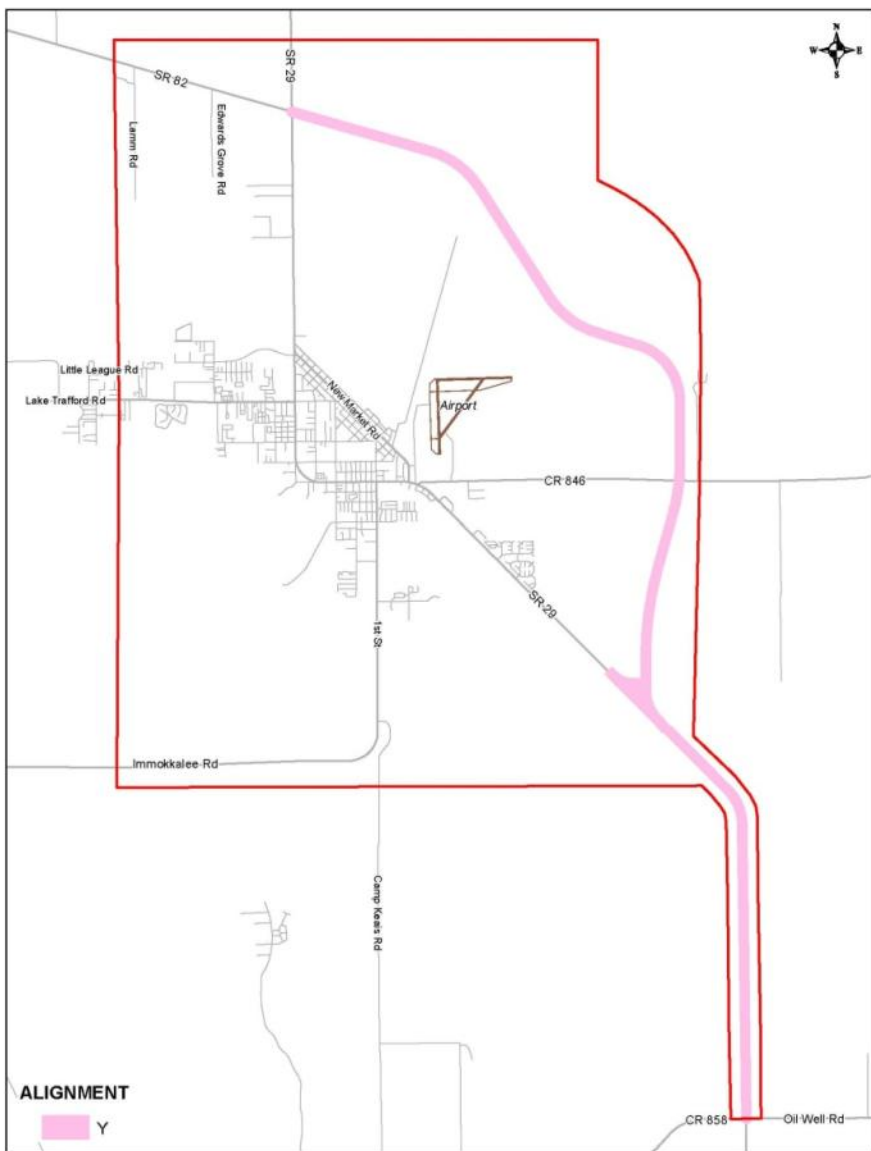 N
W E
S
SR 29
SR 82
Lamm Rd
Edwards Grove Rd
Little League Rd
Lake Trafford Rd
New Market Rd
Airport
CR 846
SR 29
1st St
Immokkalee Rd
Camp Keais Rd
ALIGNMENT
Y
CR 858
Oil Well Rd